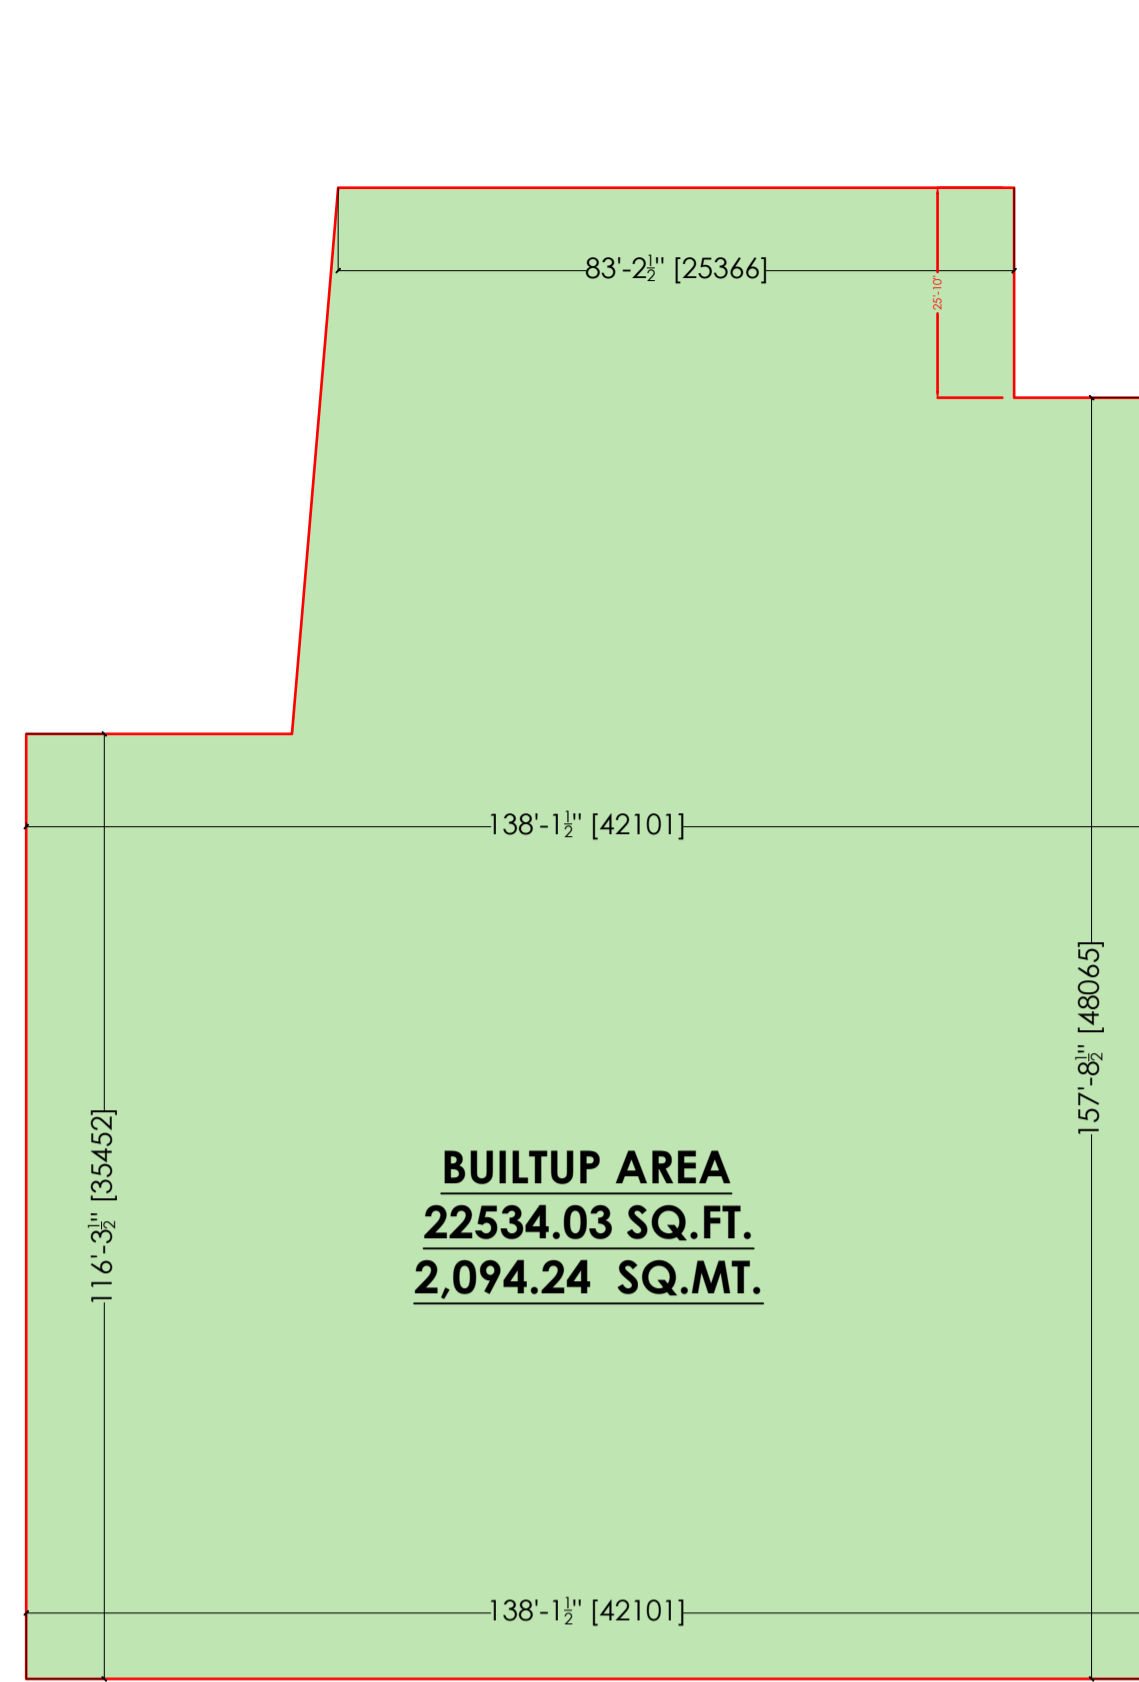 83'-2½" [25366]
25'-10"
138'-1½" [42101]
157'-8½" [48065]
116'-3½" [35452]
BUILTUP AREA
22534.03 SQ.FT.
2,094.24 SQ.MT.
138'-1½" [42101]